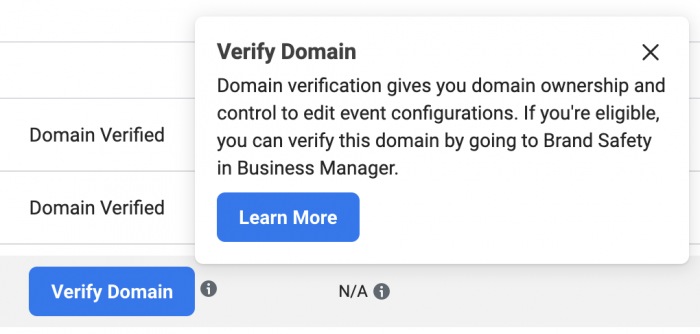 Verify Domain
Domain verification gives you domain ownership and
control to edit event configurations. If you're eligible,
you can verify this domain by going to Brand Safety
in Business Manager.
Learn More
Domain Verified
Domain Verified
Verify Domain
N/A